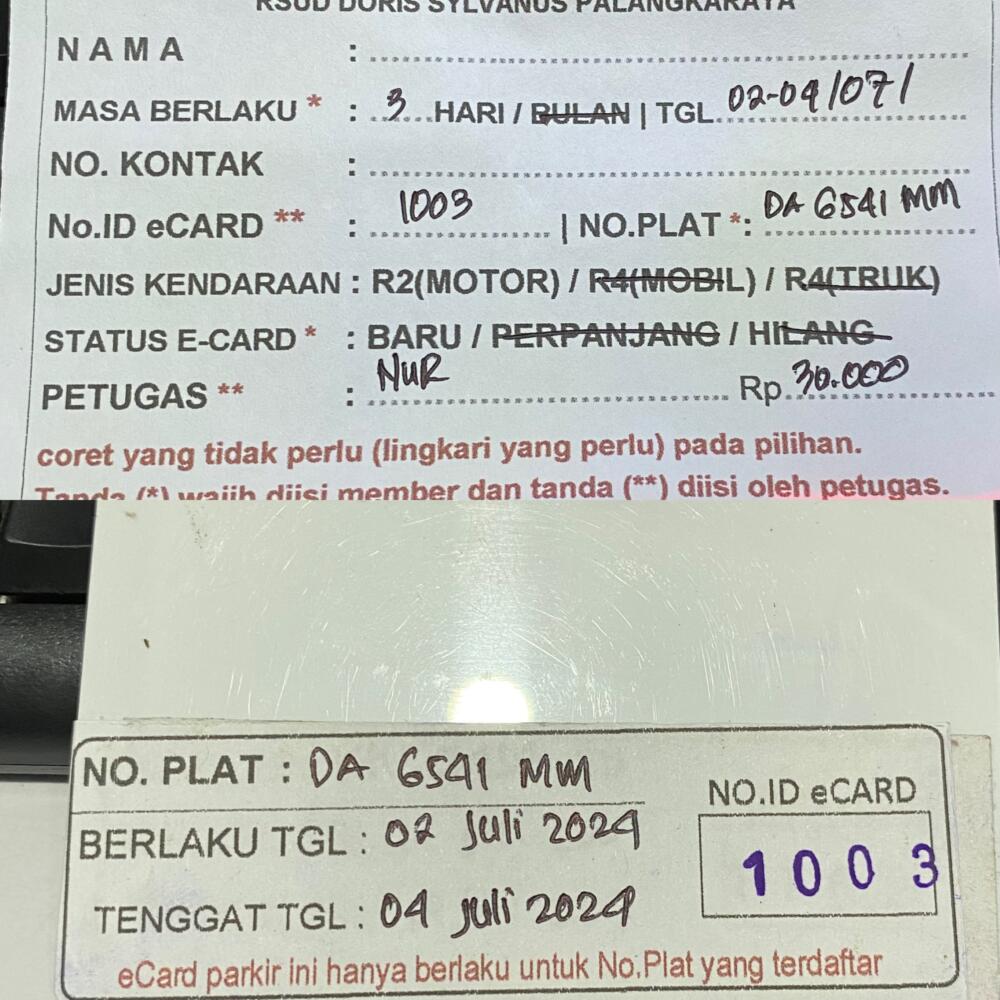 RSUD DORIS SYLVANUS PALANGKARAYA
NAMA :
MASA BERLAKU * : 3 HARI / BULAN | TGL 02-04/07/
NO. KONTAK :
No.ID eCARD ** : 1003 | NO.PLAT *: DA 6541 MM
JENIS KENDARAAN : R2(MOTOR) / R4(MOBIL) / R4(TRUK)
STATUS E-CARD * : BARU / PERPANJANG / HILANG
PETUGAS ** : NUR Rp 30.000
coret yang tidak perlu (lingkari yang perlu) pada pilihan.
Tanda (*) wajib diisi member dan tanda (**) diisi oleh petugas.
NO. PLAT : DA 6541 MM
NO.ID eCARD
BERLAKU TGL : 02 Juli 2024
1003
TENGGAT TGL : 04 Juli 2024
eCard parkir ini hanya berlaku untuk No.Plat yang terdaftar